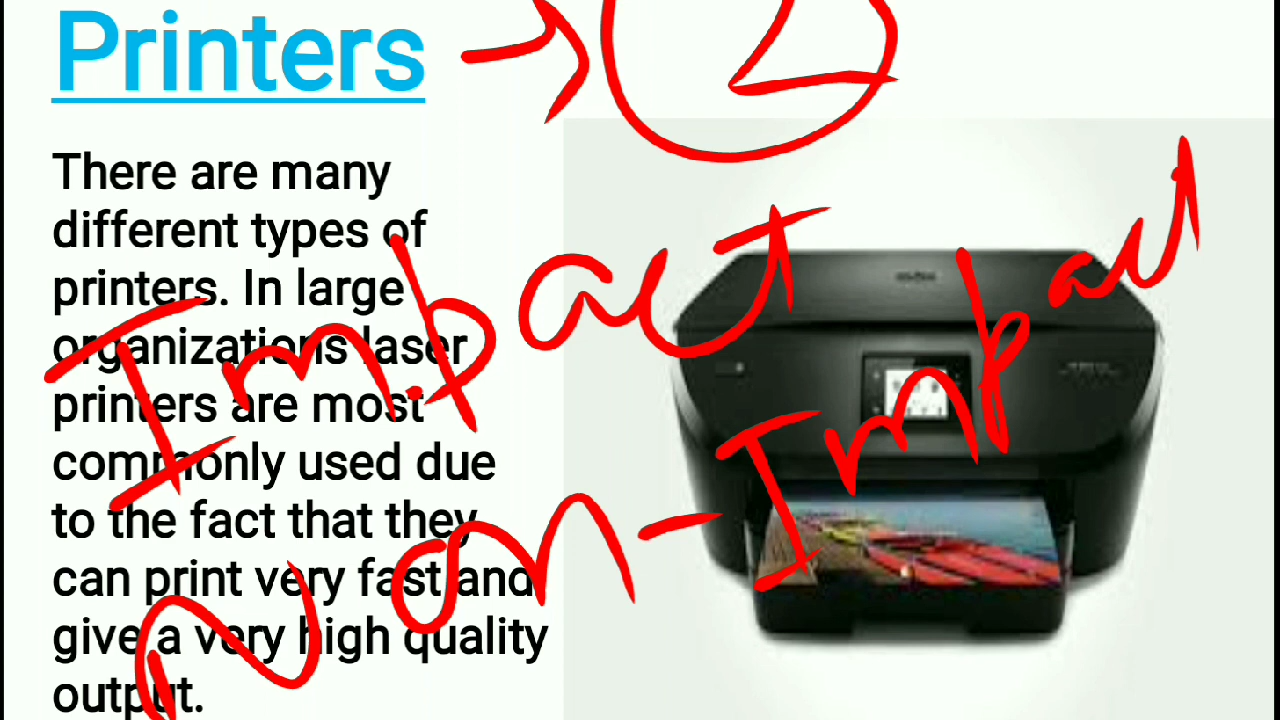 Printers → 2
There are many
different types of
printers. In large
organizations laser
printers are most
commonly used due
to the fact that they
can print very fast and
give a very high quality
output.
Impact
Non-Impact